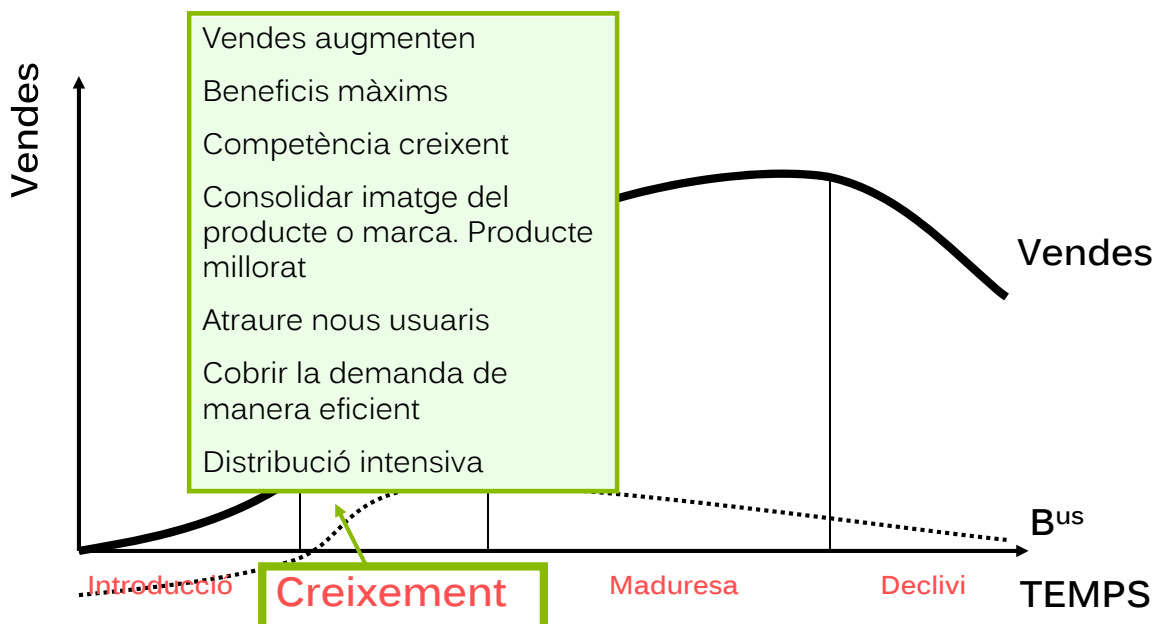 Vendes
Vendes augmenten
Beneficis màxims
Competència creixent
Consolidar imatge del
producte o marca. Producte
millorat
Atraure nous usuaris
Cobrir la demanda de
manera eficient
Distribució intensiva
Vendes
Bᵘˢ
Introducció
Creixement
Maduresa
Declivi
TEMPS